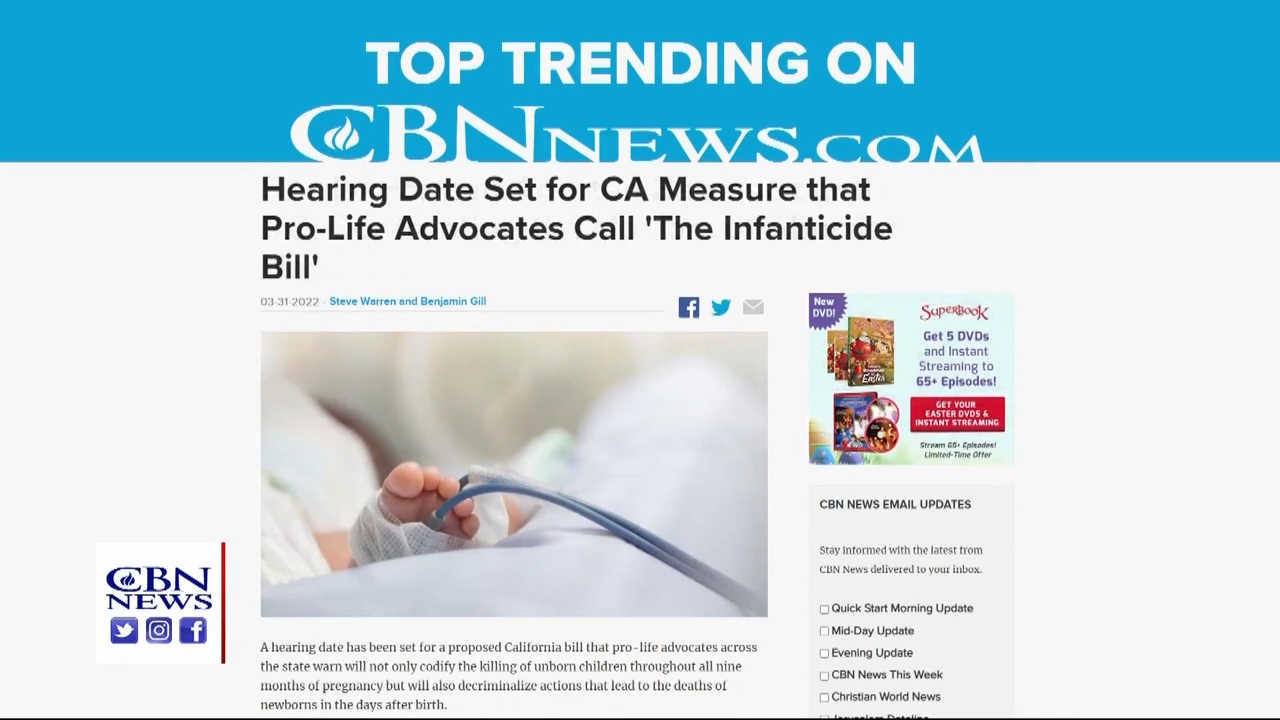 TOP TRENDING ON
CBNNEWS.COM
Hearing Date Set for CA Measure that
Pro-Life Advocates Call 'The Infanticide
Bill'
03-31-2022 - Steve Warren and Benjamin Gill
New
DVD!
SUPERBOOK
Get 5 DVDs
and Instant
Streaming to
65+ Episodes!
GET YOUR
EASTER DVDS &
INSTANT STREAMING
Stream 65+ Episodes!
Limited-Time Offer
CBN NEWS EMAIL UPDATES
Stay informed with the latest from
CBN News delivered to your inbox.
Quick Start Morning Update
Mid-Day Update
Evening Update
CBN News This Week
Christian World News
CBN
NEWS
A hearing date has been set for a proposed California bill that pro-life advocates across
the state warn will not only codify the killing of unborn children throughout all nine
months of pregnancy but will also decriminalize actions that lead to the deaths of
newborns in the days after birth.